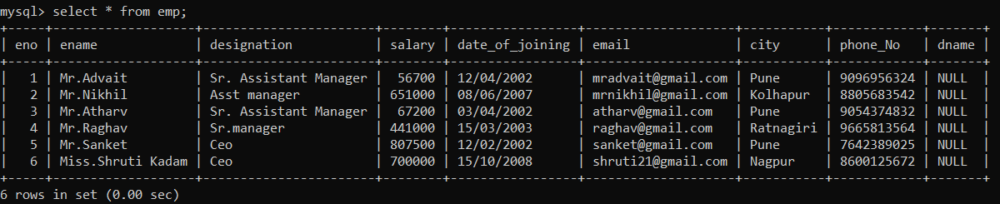 mysql> select * from emp;
+-----+--------------------+-----------------------+--------+-----------------+--------------------+-----------+------------+-------+
| eno | ename              | designation           | salary | date_of_joining | email              | city      | phone_No   | dname |
+-----+--------------------+-----------------------+--------+-----------------+--------------------+-----------+------------+-------+
|   1 | Mr.Advait          | Sr. Assistant Manager |  56700 | 12/04/2002      | mradvait@gmail.com | Pune      | 9096956324 | NULL  |
|   2 | Mr.Nikhil          | Asst manager          | 651000 | 08/06/2007      | mrnikhil@gmail.com | Kolhapur  | 8805683542 | NULL  |
|   3 | Mr.Atharv          | Sr. Assistant Manager |  67200 | 03/04/2002      | atharv@gmail.com   | Pune      | 9054374832 | NULL  |
|   4 | Mr.Raghav          | Sr.manager            | 441000 | 15/03/2003      | raghav@gmail.com   | Ratnagiri | 9665813564 | NULL  |
|   5 | Mr.Sanket          | Ceo                   | 807500 | 12/02/2002      | sanket@gmail.com   | Pune      | 7642389025 | NULL  |
|   6 | Miss.Shruti Kadam  | Ceo                   | 700000 | 15/10/2008      | shruti21@gmail.com | Nagpur    | 8600125672 | NULL  |
+-----+--------------------+-----------------------+--------+-----------------+--------------------+-----------+------------+-------+
6 rows in set (0.00 sec)